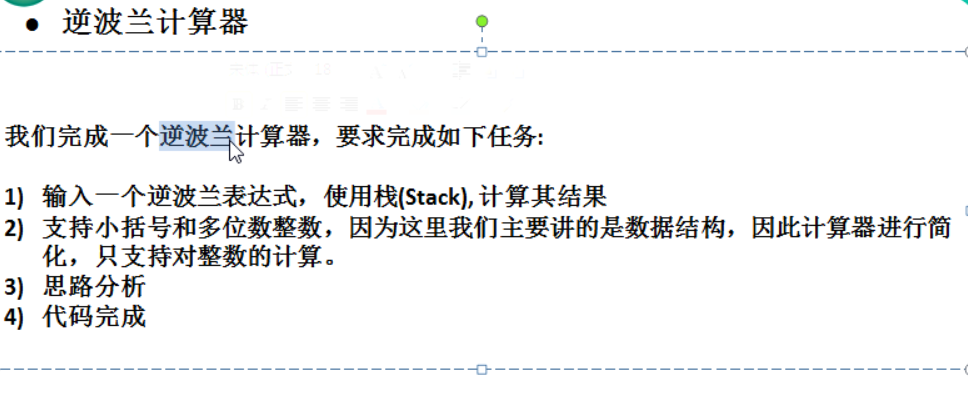 • 逆波兰计算器
我们完成一个逆波兰计算器，要求完成如下任务:
1) 输入一个逆波兰表达式，使用栈(Stack), 计算其结果
2) 支持小括号和多位数整数，因为这里我们主要讲的是数据结构，因此计算器进行简
化，只支持对整数的计算。
3) 思路分析
4) 代码完成